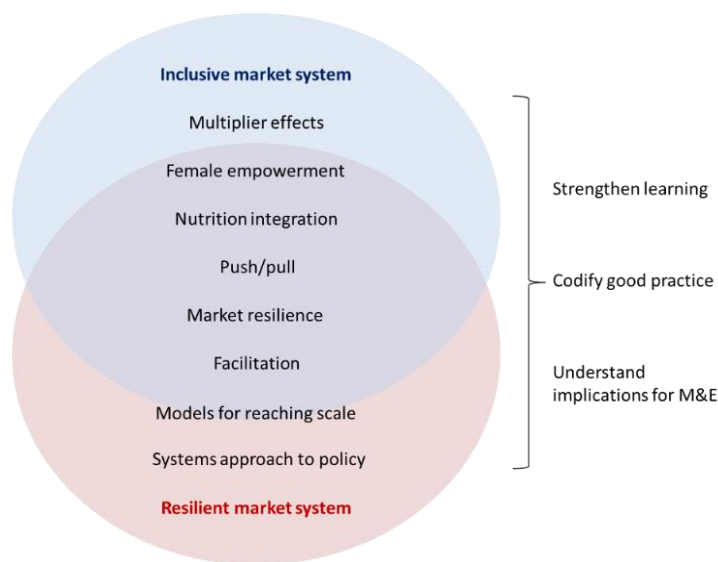 Inclusive market system
Multiplier effects
Female empowerment
Nutrition integration
Push/pull
Market resilience
Facilitation
Models for reaching scale
Systems approach to policy
Resilient market system
Strengthen learning
Codify good practice
Understand
implications for M&E